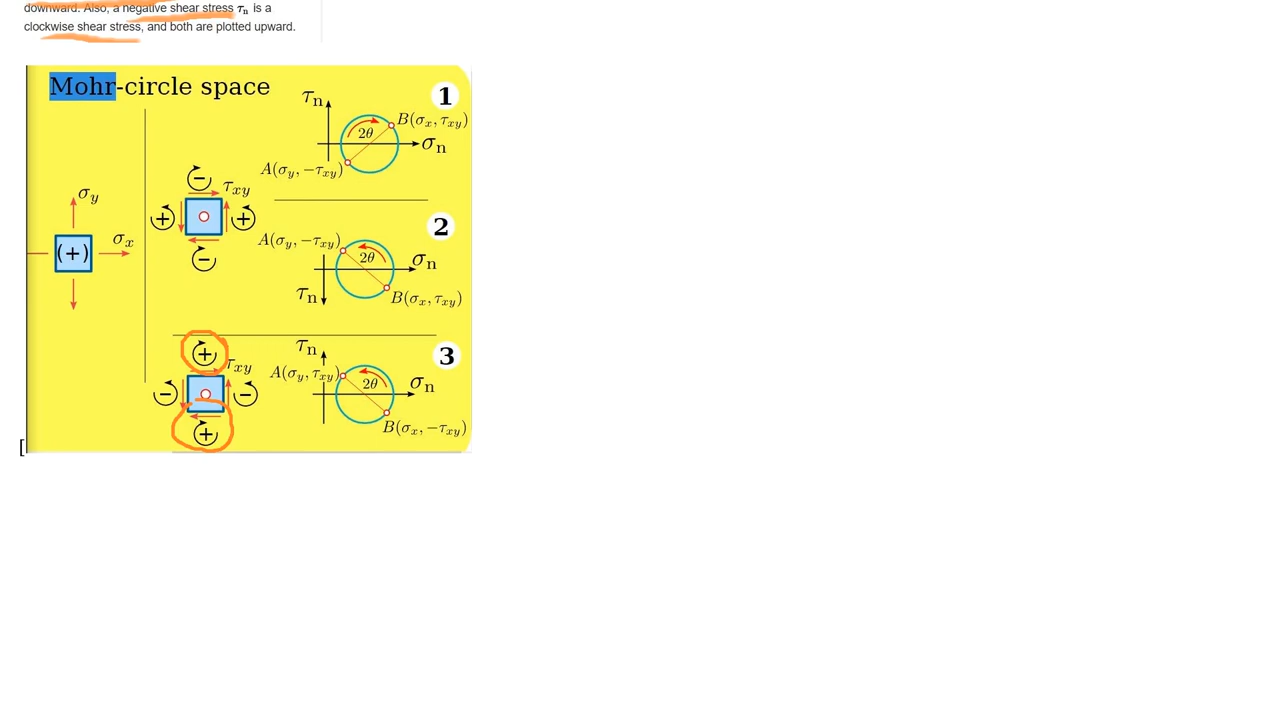 downward. Also, a negative shear stress τn is a
clockwise shear stress, and both are plotted upward.
Mohr-circle space
1
τn
B(σx, τxy)
2θ
σn
A(σy, −τxy)
σy
σx
(+)
−
τxy
+
+
−
2
A(σy, −τxy)
2θ
σn
τn
B(σx, τxy)
3
τn
+
τxy
A(σy, τxy)
2θ
σn
−
−
B(σx, −τxy)
+
[